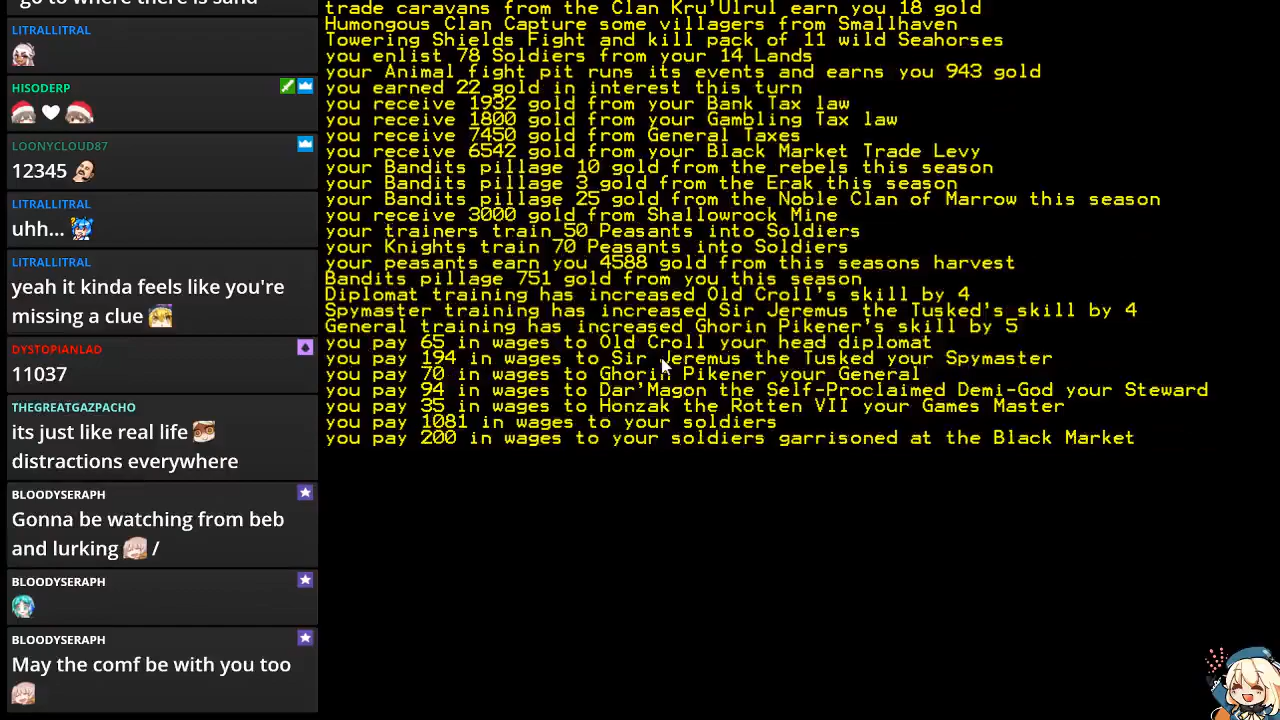 go to where there is sand
LITRALLITRAL
HISODERP
LOONYCLOUD87
12345
LITRALLITRAL
uhh...
LITRALLITRAL
yeah it kinda feels like you're
missing a clue
DYSTOPIANLAD
11037
THEGREATGAZPACHO
its just like real life
distractions everywhere
BLOODYSERAPH
Gonna be watching from beb
and lurking /
BLOODYSERAPH
BLOODYSERAPH
May the comf be with you too
trade caravans from the Clan Kru'Ulrul earn you 18 gold
Humongous Clan Capture some villagers from Smallhaven
Towering Shields Fight and kill pack of 11 wild Seahorses
you enlist 78 Soldiers from your 14 Lands
your Animal fight pit runs its events and earns you 943 gold
you earned 22 gold in interest this turn
you receive 1932 gold from your Bank Tax law
you receive 1800 gold from your Gambling Tax law
you receive 7450 gold from General Taxes
you receive 6542 gold from your Black Market Trade Levy
your Bandits pillage 10 gold from the rebels this season
your Bandits pillage 3 gold from the Erak this season
your Bandits pillage 25 gold from the Noble Clan of Marrow this season
you receive 3000 gold from Shallowrock Mine
your trainers train 50 Peasants into Soldiers
your Knights train 70 Peasants into Soldiers
your peasants earn you 4588 gold from this seasons harvest
Bandits pillage 751 gold from you this season
Diplomat training has increased Old Croll's skill by 4
Spymaster training has increased Sir Jeremus the Tusked's skill by 4
General training has increased Ghorin Pikener's skill by 5
you pay 65 in wages to Old Croll your head diplomat
you pay 194 in wages to Sir Jeremus the Tusked your Spymaster
you pay 70 in wages to Ghorin Pikener your General
you pay 94 in wages to Dar'Magon the Self-Proclaimed Demi-God your Steward
you pay 35 in wages to Honzak the Rotten VII your Games Master
you pay 1081 in wages to your soldiers
you pay 200 in wages to your soldiers garrisoned at the Black Market